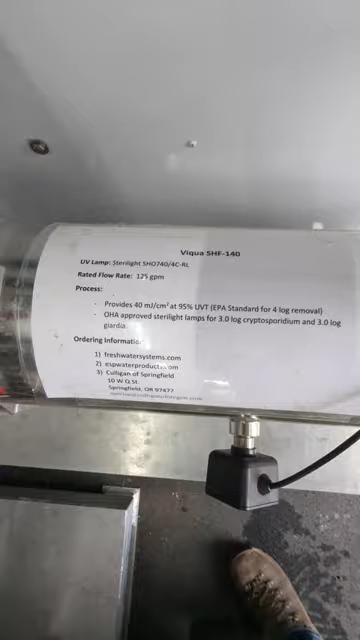 Viqua SHF-140
UV Lamp: Sterilight SHO740/4C-RL
Rated Flow Rate: 125 gpm
Process:
- Provides 40 mJ/cm² at 95% UVT (EPA Standard for 4 log removal)
- OHA approved sterilight lamps for 3.0 log cryptosporidium and 3.0 log
giardia.
Ordering Information:
1) freshwatersystems.com
2) espwaterproducts.com
3) Culligan of Springfield
10 W Q St.
Springfield, OR 97477